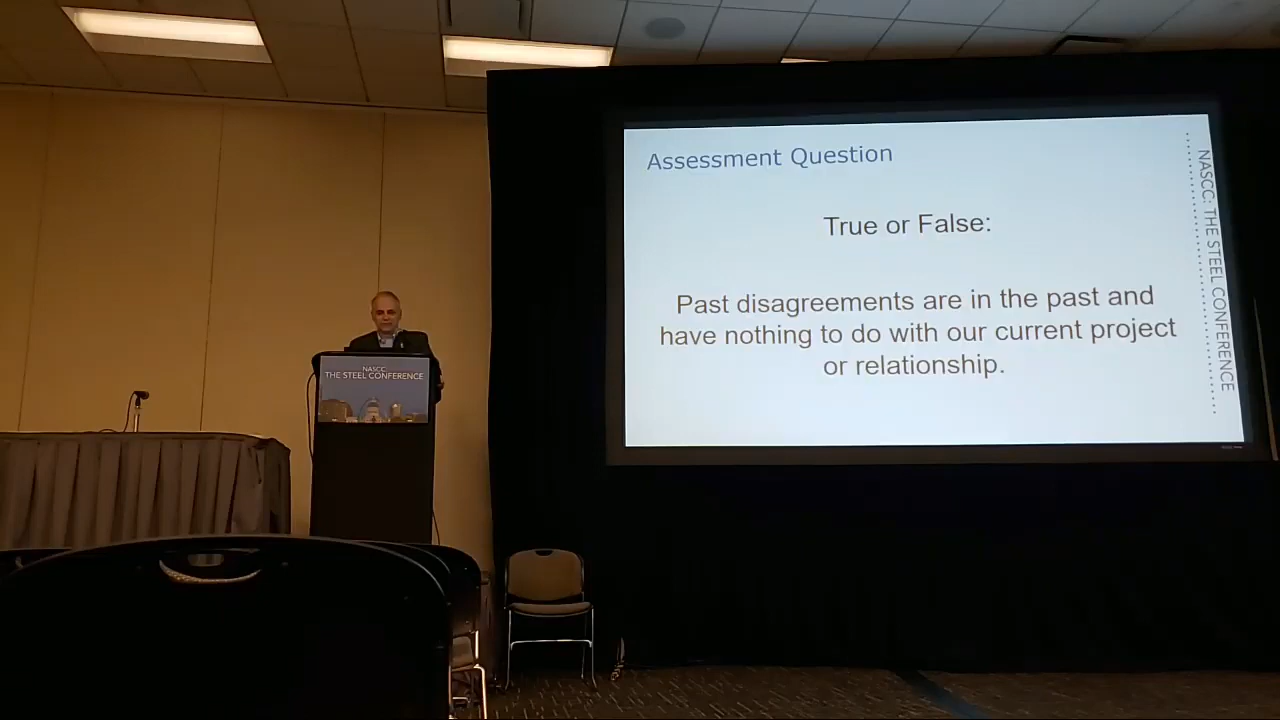 Assessment Question
True or False:
Past disagreements are in the past and
have nothing to do with our current project
or relationship.
NASCC: THE STEEL CONFERENCE
NASCC:
THE STEEL CONFERENCE